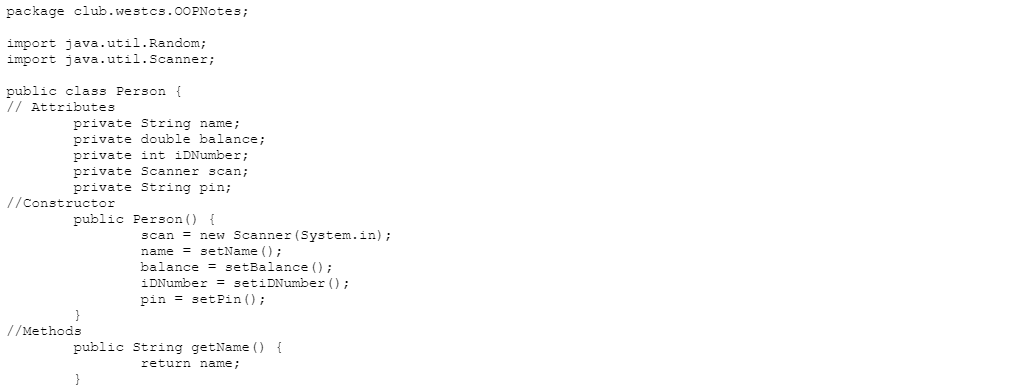 package club.westcs.OOPNotes;

import java.util.Random;
import java.util.Scanner;

public class Person {
// Attributes
        private String name;
        private double balance;
        private int iDNumber;
        private Scanner scan;
        private String pin;
//Constructor
        public Person() {
                scan = new Scanner(System.in);
                name = setName();
                balance = setBalance();
                iDNumber = setiDNumber();
                pin = setPin();
        }
//Methods
        public String getName() {
                return name;
        }